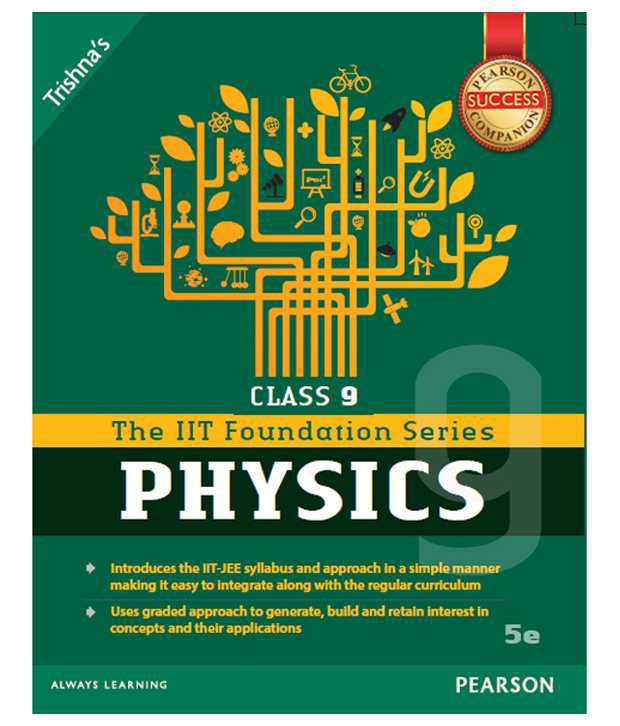 Trishna's
PEARSON
SUCCESS
COMPANION
CLASS 9
The IIT Foundation Series
9
PHYSICS
Introduces the IIT-JEE syllabus and approach in a simple manner
making it easy to integrate along with the regular curriculum
Uses graded approach to generate, build and retain interest in
concepts and their applications
5e
ALWAYS LEARNING
PEARSON